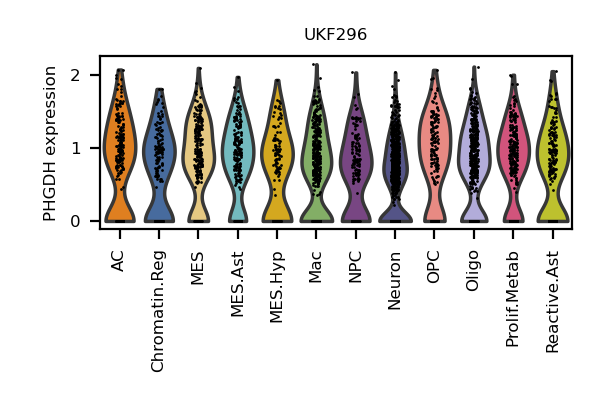 UKF296
PHGDH expression
2
1
0
AC
Chromatin.Reg
MES
MES.Ast
MES.Hyp
Mac
NPC
Neuron
OPC
Oligo
Prolif.Metab
Reactive.Ast